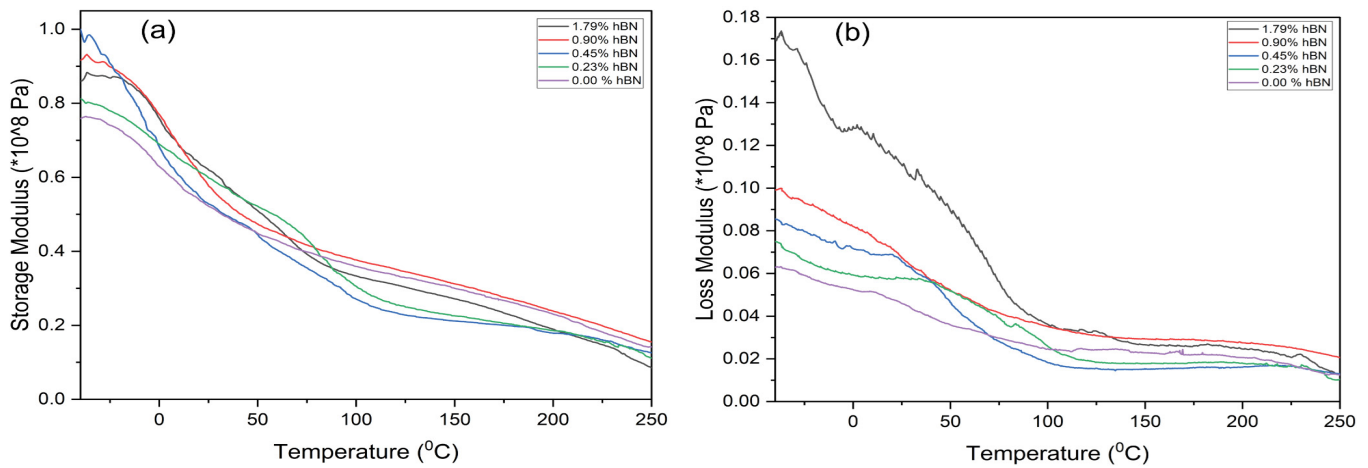 (a)
1.79% hBN
0.90% hBN
0.45% hBN
0.23% hBN
0.00 % hBN
Storage Modulus (*10^8 Pa)
1.0
0.8
0.6
0.4
0.2
0.0
0
50
100
150
200
250
Temperature (⁰C)
(b)
1.79% hBN
0.90% hBN
0.45% hBN
0.23% hBN
0.00 % hBN
Loss Modulus (*10^8 Pa)
0.18
0.16
0.14
0.12
0.10
0.08
0.06
0.04
0.02
0.00
0
50
100
150
200
250
Temperature (⁰C)